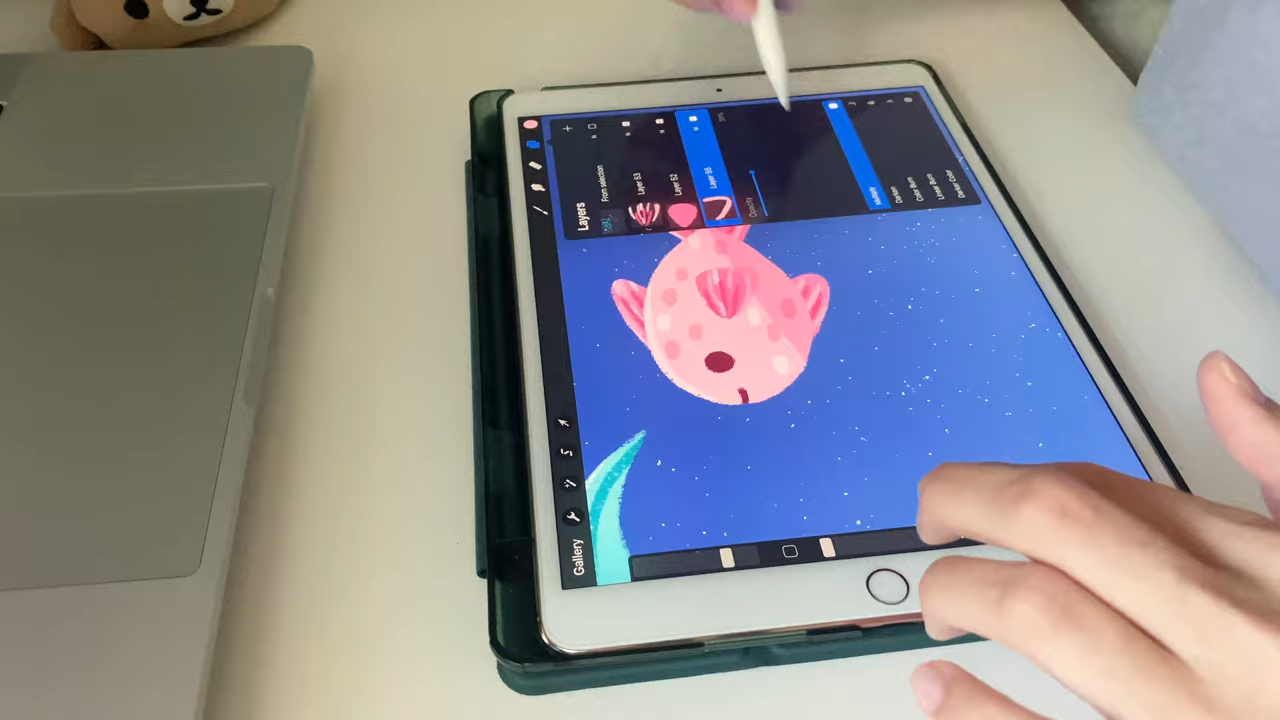 Gallery
Layers
From selection
N
Layer 53
N
Layer 52
N
Layer 55
Opacity
Multiply
Darken
Color Burn
Linear Burn
Darker Color